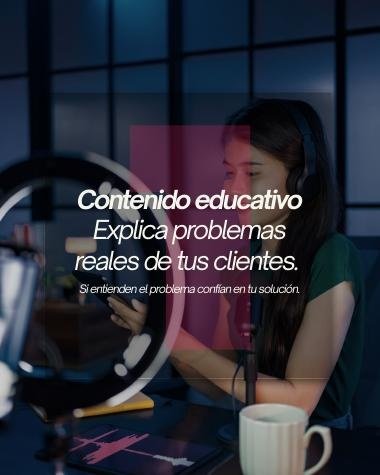 Contenido educativo
Explica problemas
reales de tus clientes.
Si entienden el problema confían en tu solución.